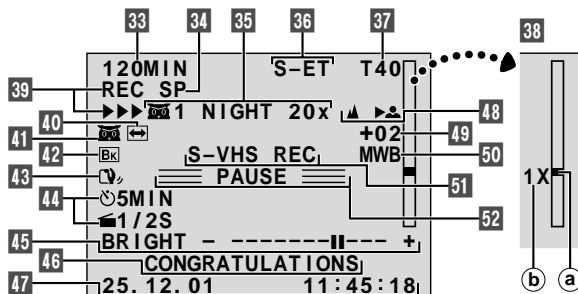 33 34 35 36 37 38
120MIN S-ET T40
39 REC SP
1 NIGHT 20x 48
40
41 +02 49
42 BK MWB 50
S-VHS REC 51
43 PAUSE 52
1X
44 5MIN
1/2S
45 BRIGHT - ------- --- +
b a
46 CONGRATULATIONS
47 25.12.01 11:45:18